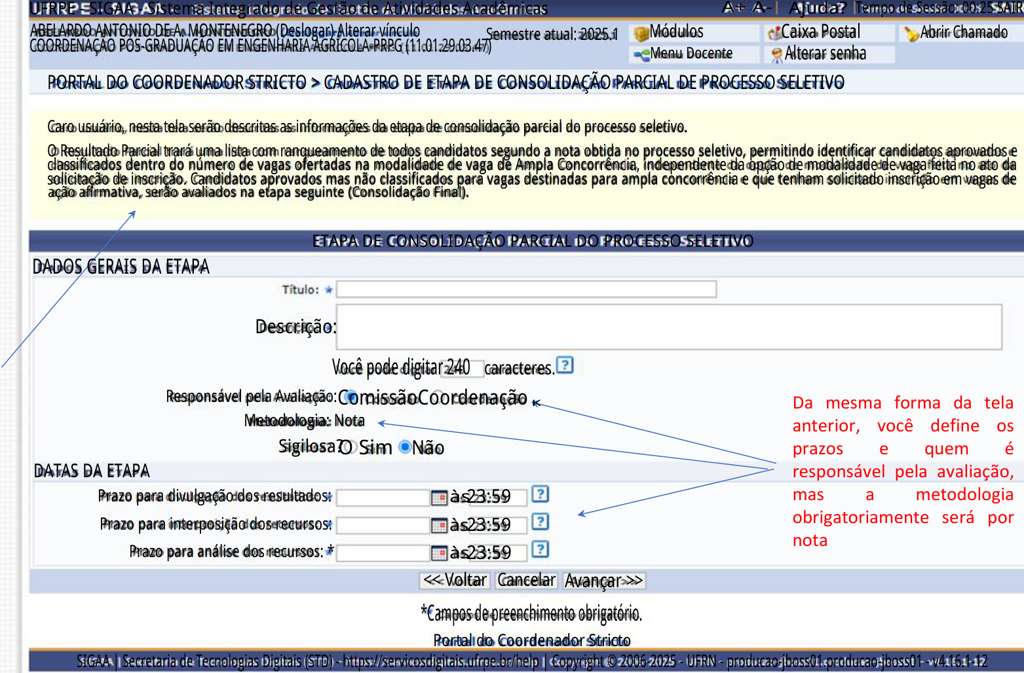 UFRPE - SIGAA - Sistema Integrado de Gestão de Atividades Acadêmicas A+ A- | Ajuda? | Tempo de Sessão: SAIR
ABELARDO ANTONIO DE A. MONTENEGRO (Deslogar) Alterar vínculo
COORDENAÇÃO PÓS-GRADUAÇÃO EM ENGENHARIA AGRÍCOLA-PRPG (11.01.29.03.47)
Semestre atual: 2025.1
Módulos Caixa Postal Abrir Chamado
Menu Docente Alterar senha
PORTAL DO COORDENADOR STRICTO > CADASTRO DE ETAPA DE CONSOLIDAÇÃO PARCIAL DE PROCESSO SELETIVO
Caro usuário, nesta tela serão descritas as informações da etapa de consolidação parcial do processo seletivo.
O Resultado Parcial trará uma lista com ranqueamento de todos candidatos segundo a nota obtida no processo seletivo, permitindo identificar candidatos aprovados e
classificados dentro do número de vagas ofertadas na modalidade de vaga de Ampla Concorrência, independente da opção de modalidade de vaga feita no ato da
solicitação de inscrição. Candidatos aprovados mas não classificados para vagas destinadas para ampla concorrência e que tenham solicitado inscrição em vagas de
ação afirmativa, serão avaliados na etapa seguinte (Consolidação Final).
ETAPA DE CONSOLIDAÇÃO PARCIAL DO PROCESSO SELETIVO
DADOS GERAIS DA ETAPA
Título:
Descrição:
Você pode digitar 240 caracteres. ?
Responsável pela Avaliação: Comissão Coordenação
Metodologia: Nota
Sigilosa? O Sim Não
DATAS DA ETAPA
Prazo para divulgação dos resultados: às 23:59 ?
Prazo para interposição dos recursos: às 23:59 ?
Prazo para análise dos recursos: * às 23:59 ?
<< Voltar Cancelar Avançar >>
*Campos de preenchimento obrigatório.
Portal do Coordenador Stricto
SIGAA | Secretaria de Tecnologias Digitais (STD) - https://servicosdigitais.ufrpe.br/help | Copyright © 2006-2025 - UFRN - producao-jboss01.producao-jboss01 - v4.16.1-12
Da mesma forma da tela
anterior, você define os
prazos e quem é
responsável pela avaliação,
mas a metodologia
obrigatoriamente será por
nota